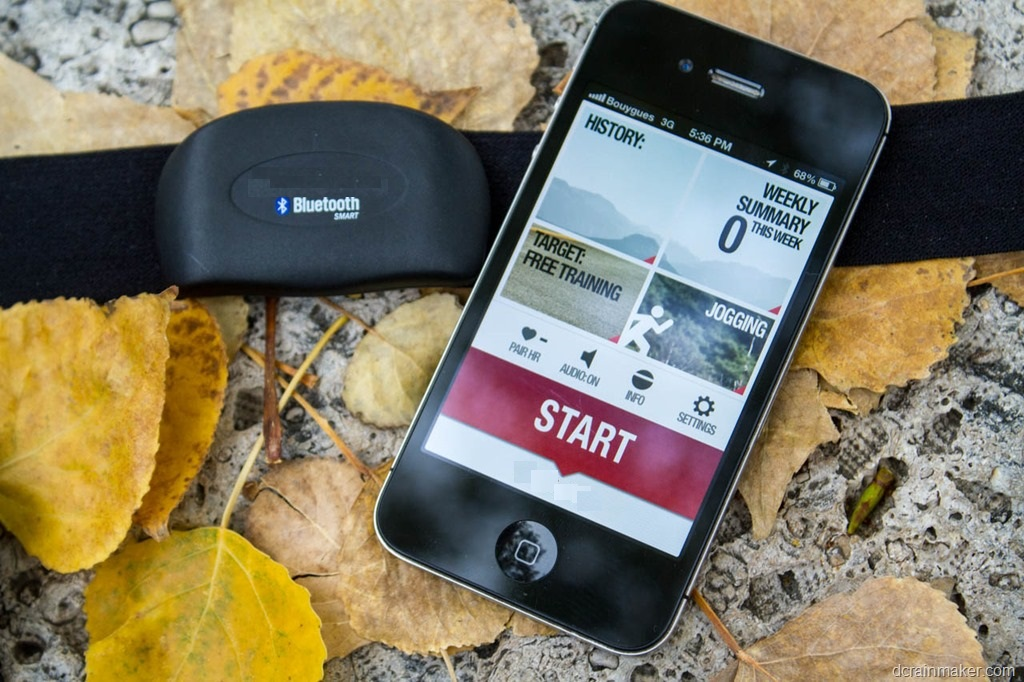 Bluetooth
SMART
Bouygues 3G 5:36 PM 68%
HISTORY:
WEEKLY
SUMMARY
0 THIS WEEK
TARGET:
FREE TRAINING
JOGGING
PAIR HR
AUDIO:ON
INFO
SETTINGS
START
dcrainmaker.com